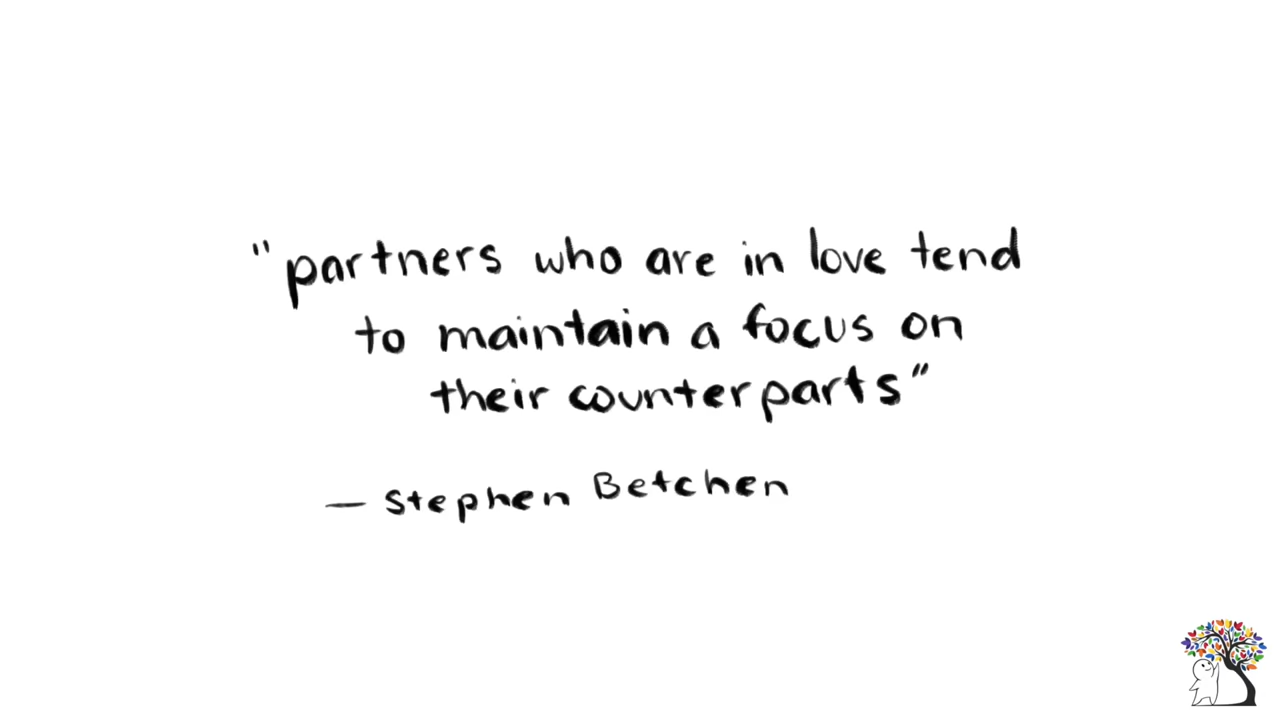 "partners who are in love tend
to maintain a focus on
their counterparts"
— Stephen Betchen